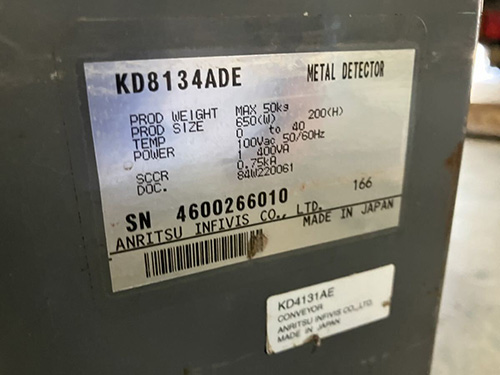 KD8134ADE METAL DETECTOR
PROD WEIGHT MAX 50kg
PROD SIZE 650(W) 200(H)
TEMP 0 to 40
POWER 100Vac 50/60Hz
1 400VA
SCCR 0.75kA
DOC. 84W220061
166
SN 4600266010
ANRITSU INFIVIS CO., LTD. MADE IN JAPAN
KD4131AE
CONVEYOR
ANRITSU INFIVIS CO.,LTD.
MADE IN JAPAN